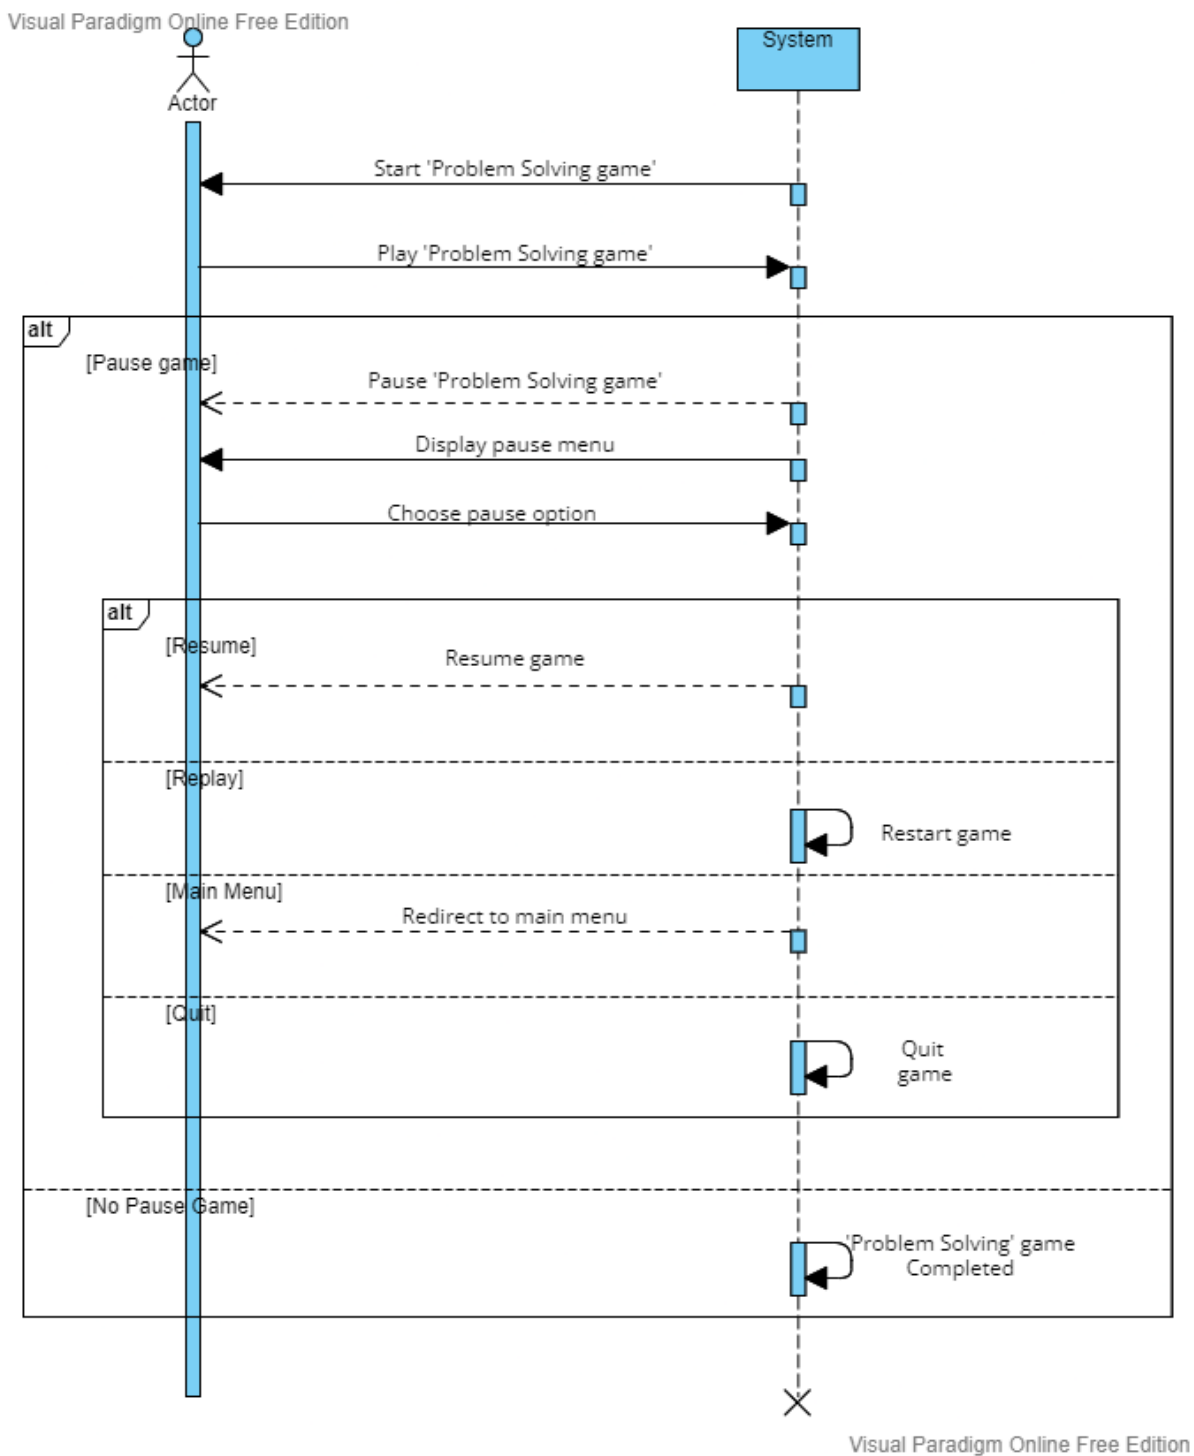 Visual Paradigm Online Free Edition
System
Actor
Start 'Problem Solving game'
Play 'Problem Solving game'
alt
[Pause game]
Pause 'Problem Solving game'
Display pause menu
Choose pause option
alt
[Resume]
Resume game
[Replay]
Restart game
[Main Menu]
Redirect to main menu
[Quit]
Quit
game
[No Pause Game]
'Problem Solving' game
Completed
Visual Paradigm Online Free Edition